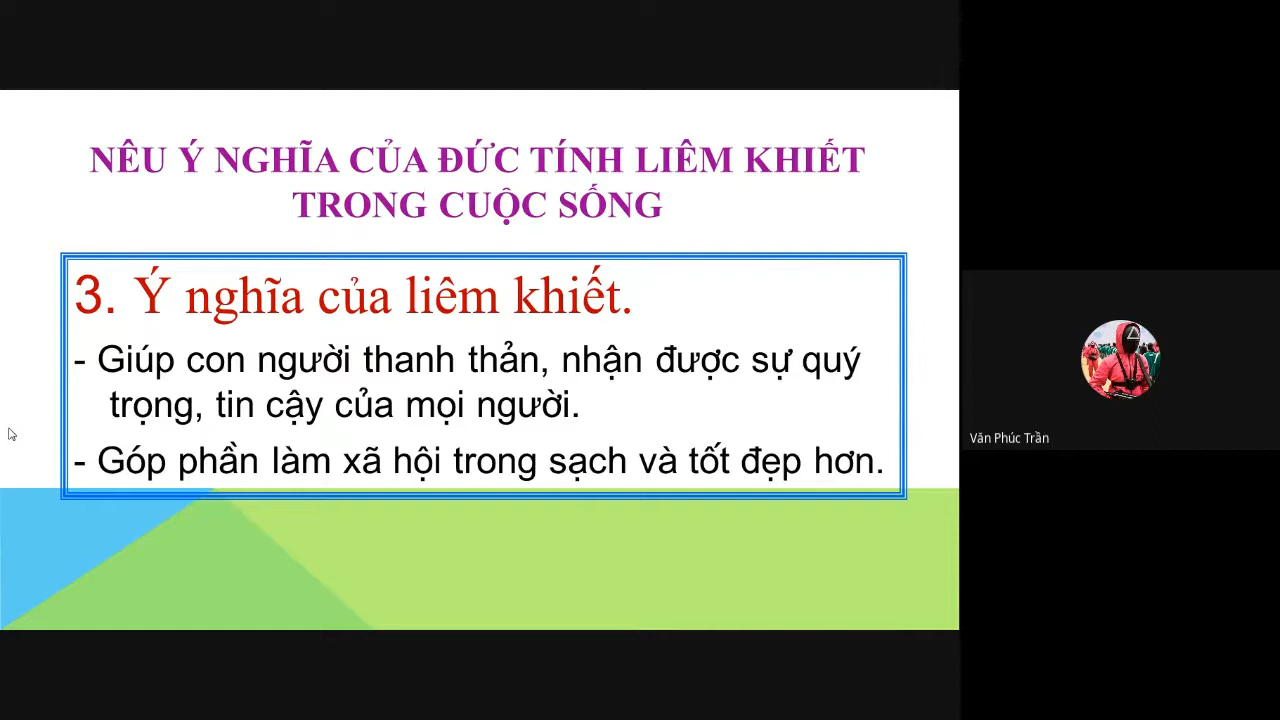 NÊU Ý NGHĨA CỦA ĐỨC TÍNH LIÊM KHIẾT
TRONG CUỘC SỐNG
3. Ý nghĩa của liêm khiết.
- Giúp con người thanh thản, nhận được sự quý
trọng, tin cậy của mọi người.
- Góp phần làm xã hội trong sạch và tốt đẹp hơn.
Văn Phúc Trần